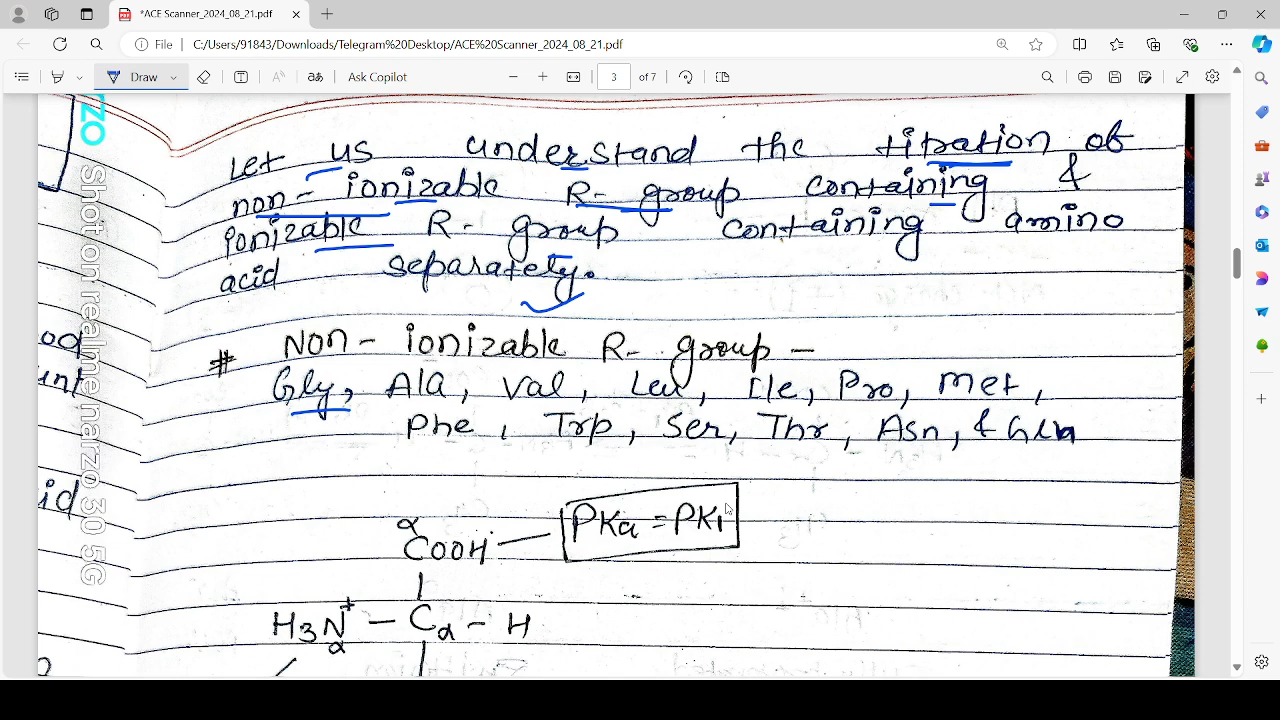 *ACE Scanner_2024_08_21.pdf
File C:/Users/91843/Downloads/Telegram%20Desktop/ACE%20Scanner_2024_08_21.pdf
Draw Ask Copilot 3 of 7
Let us understand the titration of
non-ionizable R-group containing &
ionizable R-group containing amino
acid separately.
# Non-ionizable R-group –
Gly, Ala, Val, Leu, Ile, Pro, Met,
Phe, Trp, Ser, Thr, Asn, & Gln
α
COOH — PKa = PK1
H3N+ — Cα — H
α
Shot on realme narzo 30 5G